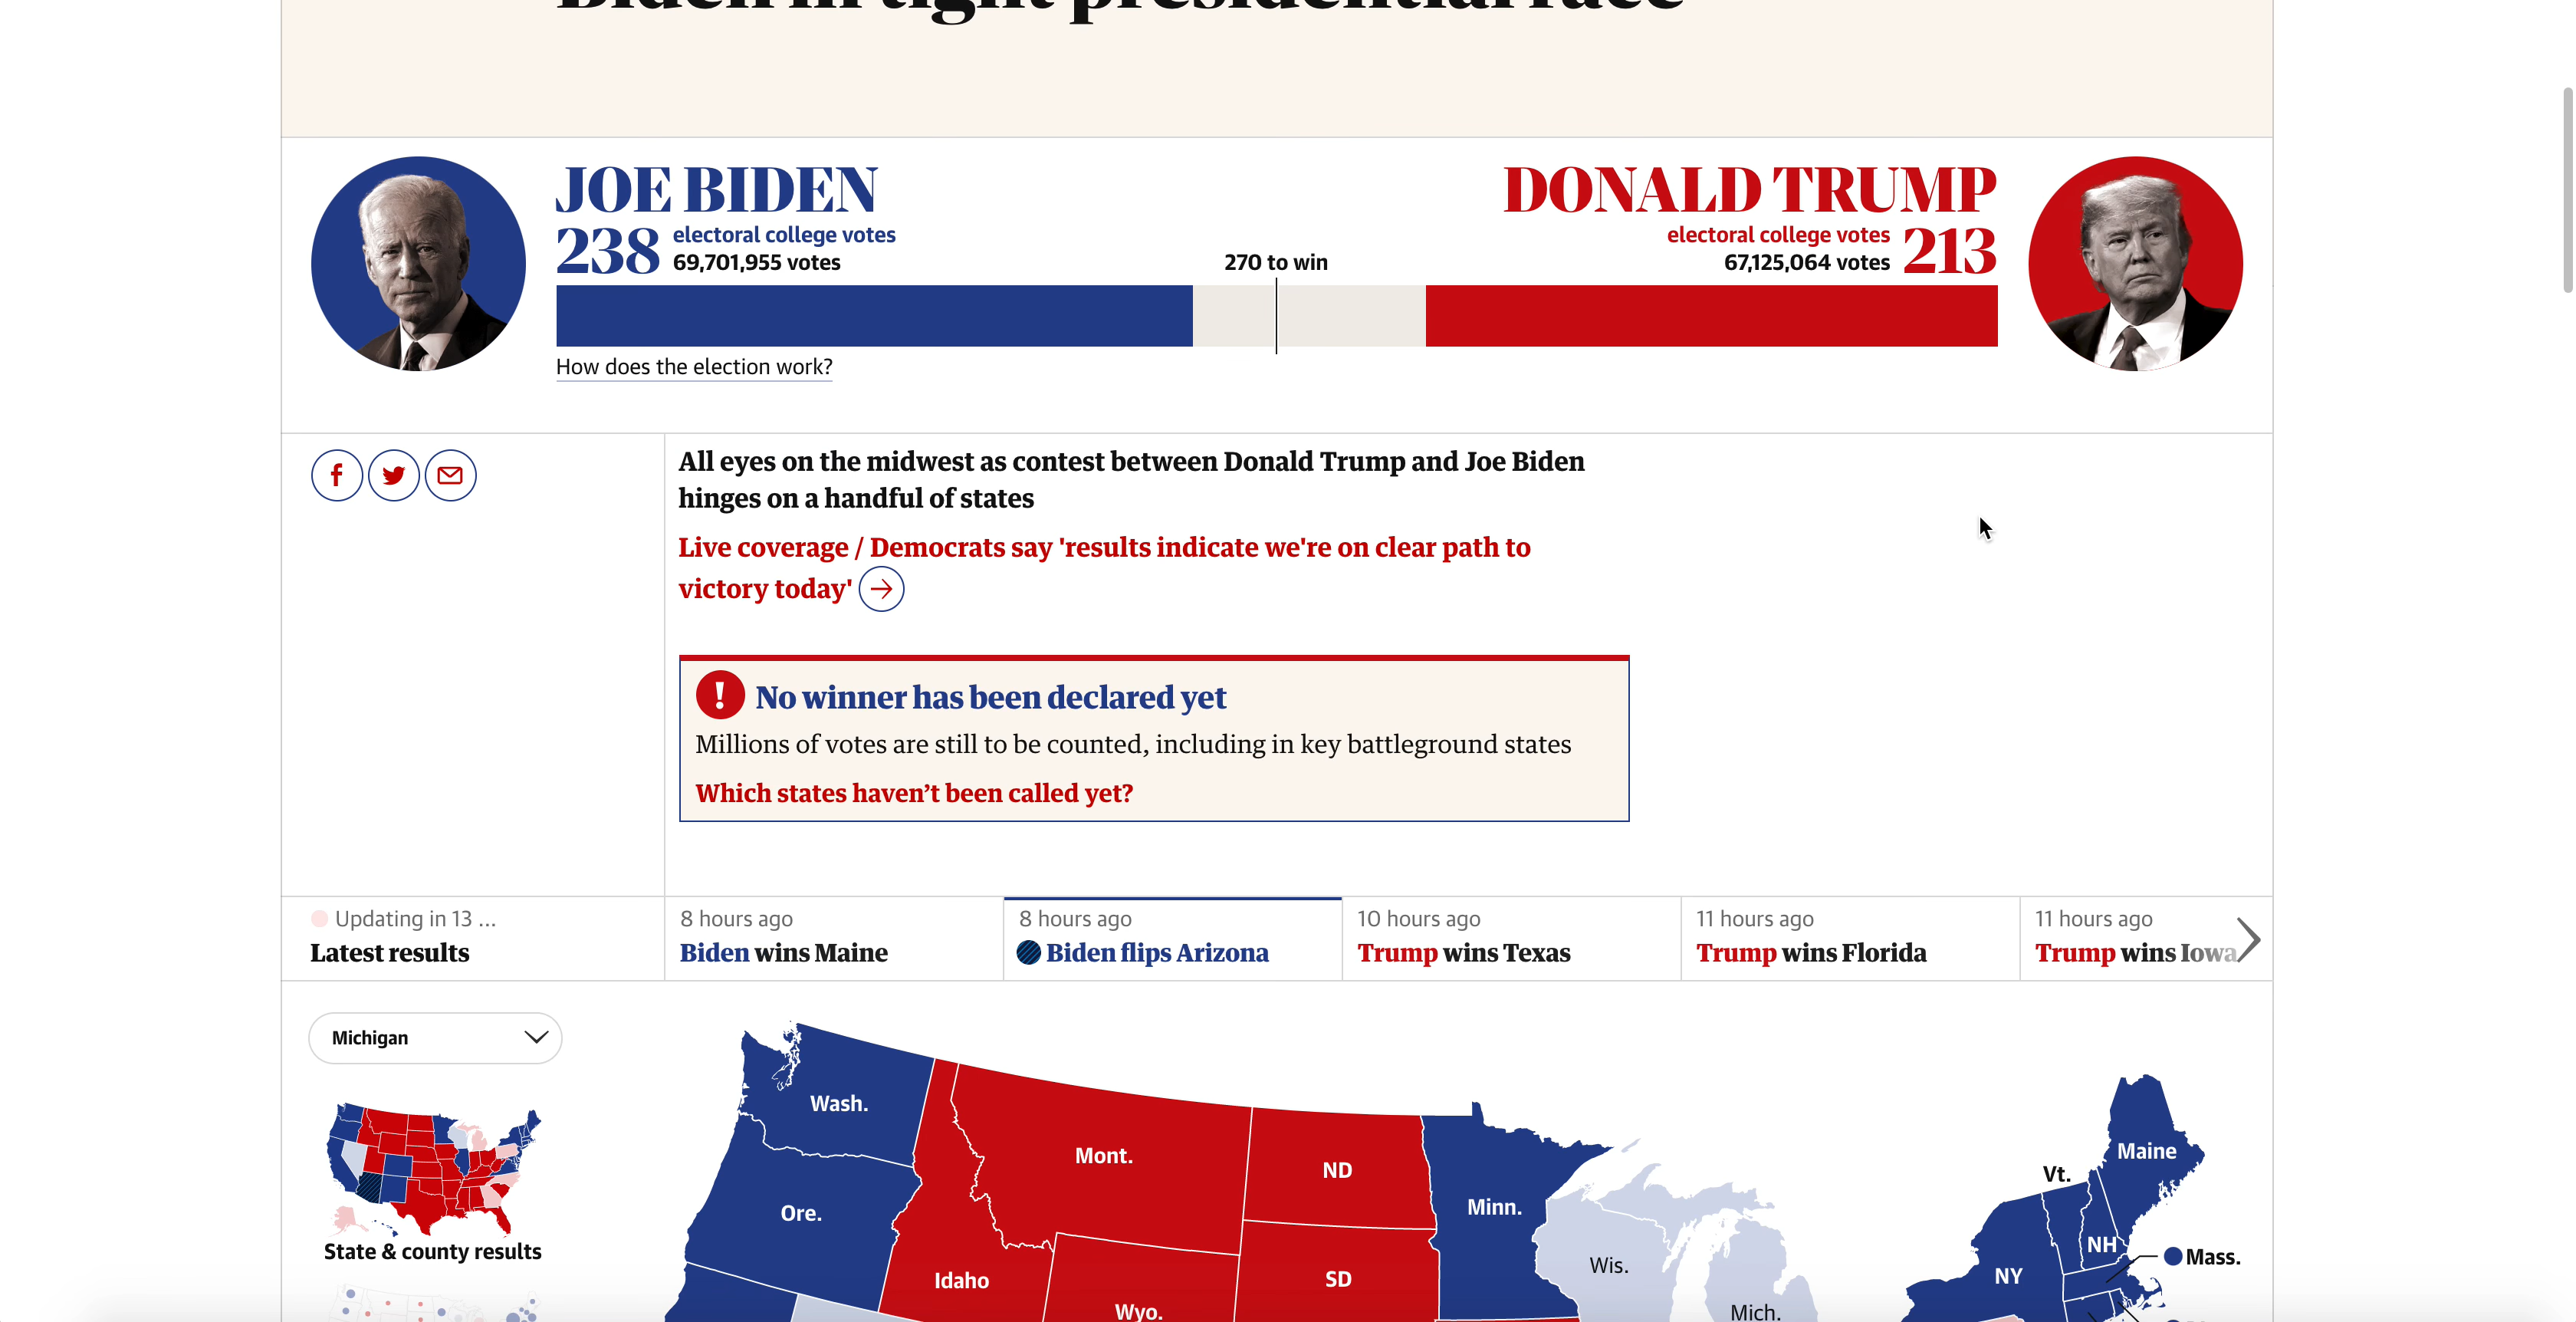 Biden in tight presidential race
JOE BIDEN
238 electoral college votes
69,701,955 votes
270 to win
DONALD TRUMP
electoral college votes 213
67,125,064 votes
How does the election work?
f
All eyes on the midwest as contest between Donald Trump and Joe Biden
hinges on a handful of states
Live coverage / Democrats say 'results indicate we're on clear path to
victory today'
! No winner has been declared yet
Millions of votes are still to be counted, including in key battleground states
Which states haven’t been called yet?
Updating in 13 ...
Latest results
8 hours ago
Biden wins Maine
8 hours ago
Biden flips Arizona
10 hours ago
Trump wins Texas
11 hours ago
Trump wins Florida
11 hours ago
Trump wins Iowa
Michigan
State & county results
Wash.
Ore.
Idaho
Mont.
Wyo.
ND
SD
Minn.
Wis.
Mich.
NY
Vt.
NH
Maine
Mass.